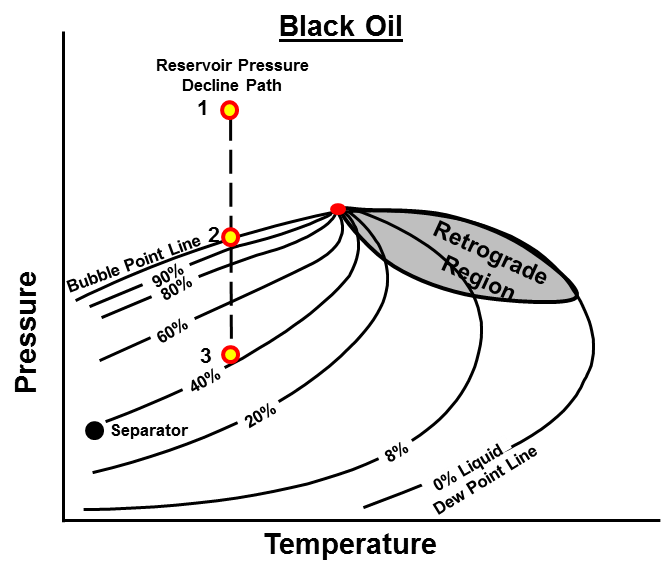 Black Oil
Reservoir Pressure
Decline Path
1
Bubble Point Line
2
90%
80%
60%
3
40%
20%
8%
Separator
Retrograde
Region
0% Liquid
Dew Point Line
Pressure
Temperature